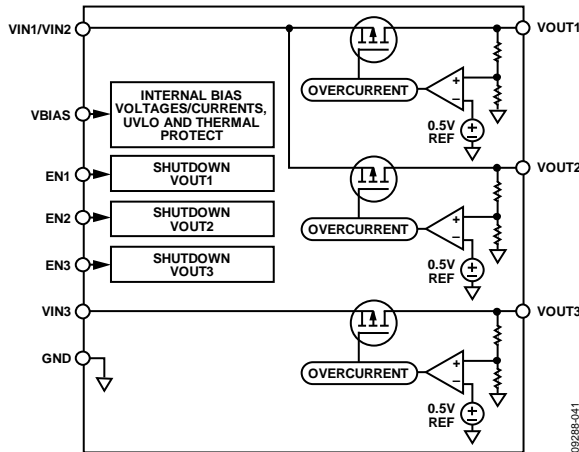 VIN1/VIN2
VOUT1
OVERCURRENT
+
–
0.5V
REF
INTERNAL BIAS
VOLTAGES/CURRENTS,
UVLO AND THERMAL
PROTECT
VBIAS
EN1
SHUTDOWN
VOUT1
VOUT2
EN2
SHUTDOWN
VOUT2
OVERCURRENT
+
–
0.5V
REF
EN3
SHUTDOWN
VOUT3
VIN3
VOUT3
GND
OVERCURRENT
+
–
0.5V
REF
09288-041